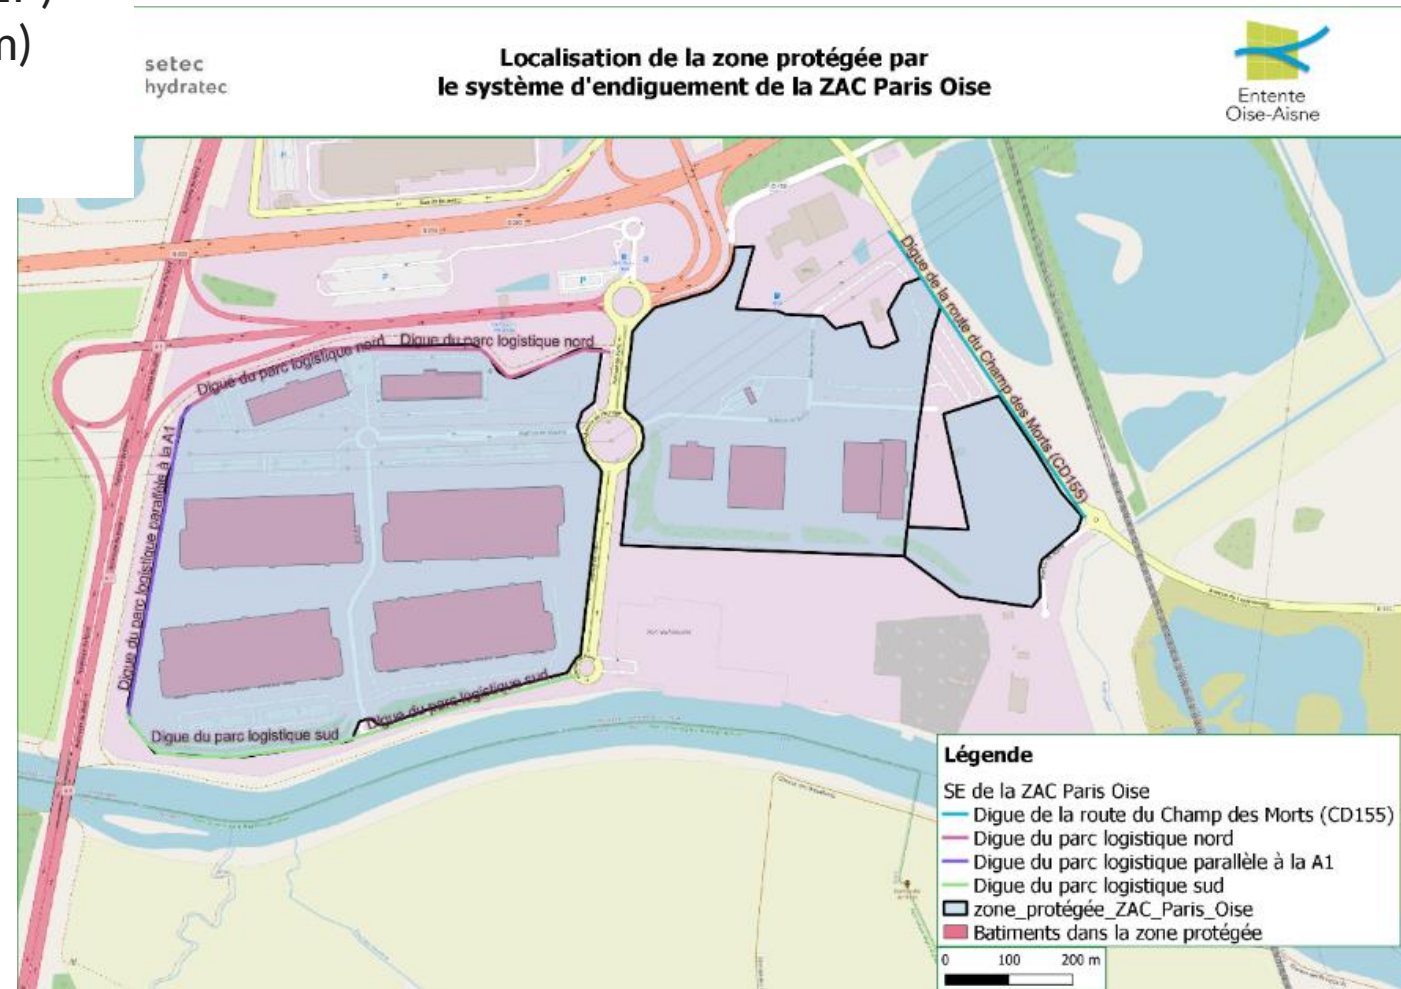 n)
setec
hydratec
Localisation de la zone protégée par
le système d'endiguement de la ZAC Paris Oise
Entente
Oise-Aisne
Digue de la route du Champ des Morts (CD155)
Digue du parc logistique nord
Digue du parc logistique nord
Digue du parc logistique parallèle à la A1
Digue du parc logistique sud
Digue du parc logistique sud
P
P
P
Légende
SE de la ZAC Paris Oise
Digue de la route du Champ des Morts (CD155)
Digue du parc logistique nord
Digue du parc logistique parallèle à la A1
Digue du parc logistique sud
zone_protégée_ZAC_Paris_Oise
Batiments dans la zone protégée
0 100 200 m